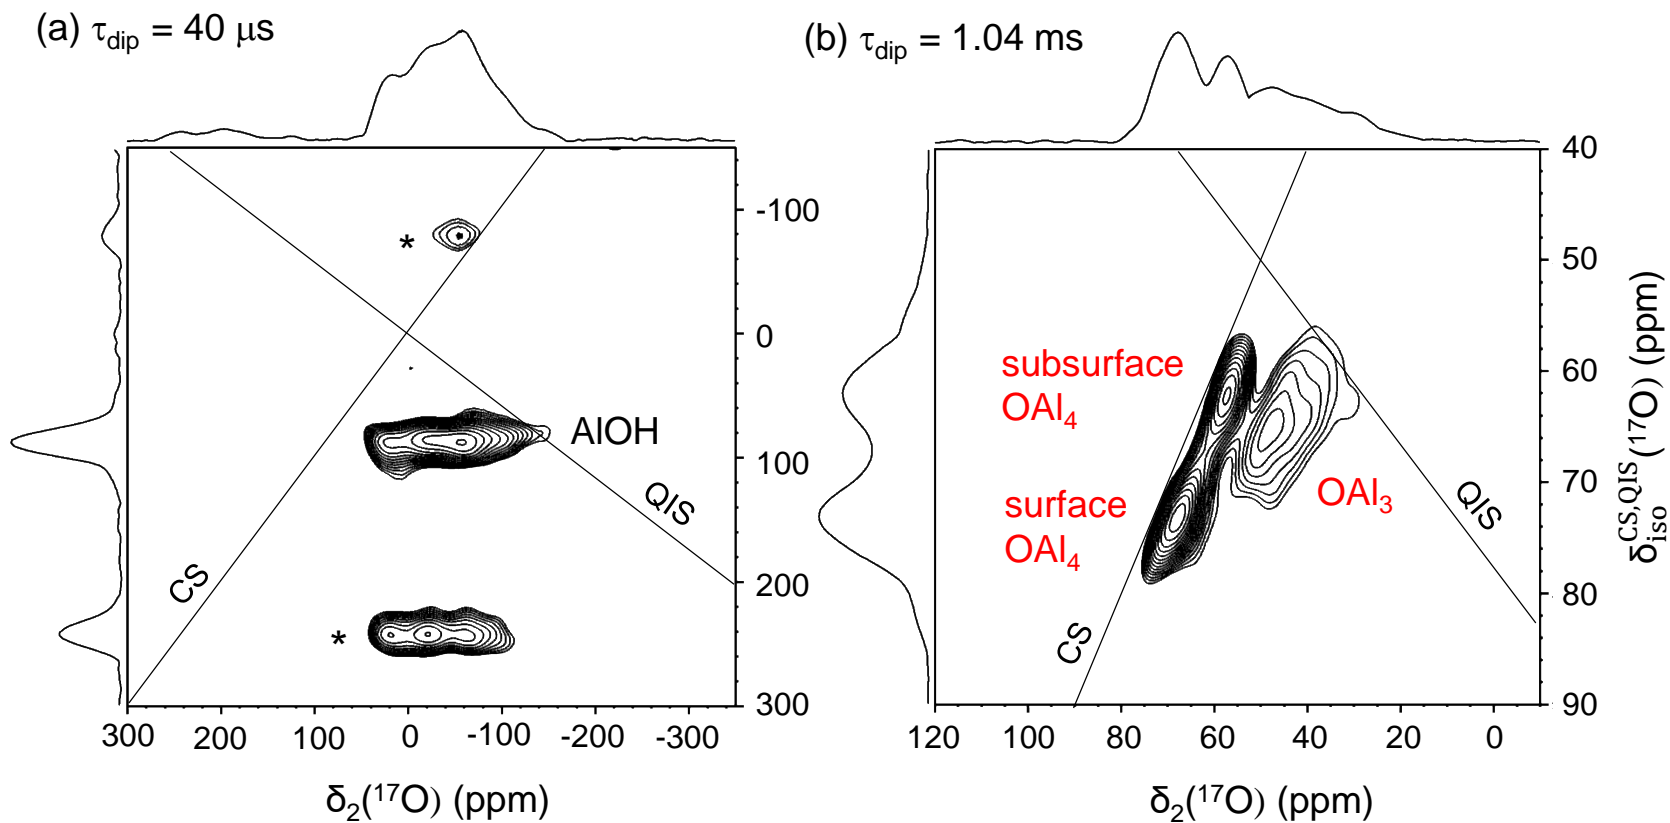 (a) τdip = 40 μs
CS
QIS
AlOH
*
*
-100
0
100
200
300
300 200 100 0 -100 -200 -300
δ2(17O) (ppm)
(b) τdip = 1.04 ms
subsurface
OAl4
surface
OAl4
OAl3
CS
QIS
40
50
60
70
80
90
120 100 80 60 40 20 0
δ2(17O) (ppm)
δisoCS,QIS(17O) (ppm)